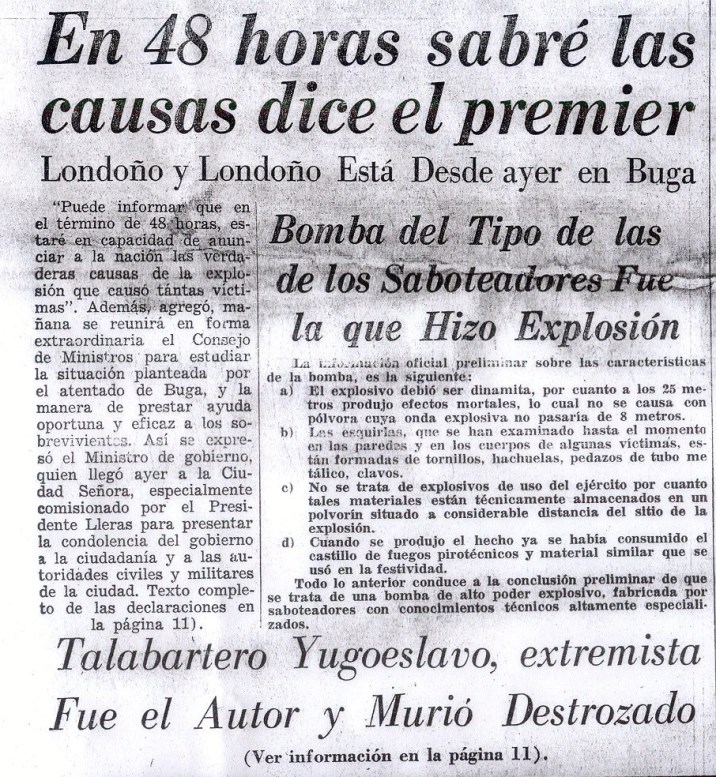 En 48 horas sabré las
causas dice el premier
Londoño y Londoño Está Desde ayer en Buga
"Puede informar que en
el término de 48 horas, es-
taré en capacidad de anun-
ciar a la nación las verda-
deras causas de la explo-
sión que causó tántas vícti-
mas". Además, agregó, ma-
ñana se reunirá en forma
extraordinaria el Consejo
de Ministros para estudiar
la situación planteada por
el atentado de Buga, y la
manera de prestar ayuda
oportuna y eficaz a los so-
brevivientes. Así se expre-
só el Ministro de gobierno,
quien llegó ayer a la Ciu-
dad Señora, especialmente
comisionado por el Presi-
dente Lleras para presentar
la condolencia del gobierno
a la ciudadanía y a las au-
toridades civiles y militares
de la ciudad. Texto comple-
to de las declaraciones en
la página 11).
Bomba del Tipo de las
de los Saboteadores Fue
la que Hizo Explosión
La información oficial preliminar sobre las características
de la bomba, es la siguiente:
a) El explosivo debió ser dinamita, por cuanto a los 25 me-
tros produjo efectos mortales, lo cual no se causa con
pólvora cuya onda explosiva no pasaría de 8 metros.
b) Las esquirlas, que se han examinado hasta el momento
en las paredes y en los cuerpos de algunas víctimas, es-
tán formadas de tornillos, hachuelas, pedazos de tubo me
tálico, clavos.
c) No se trata de explosivos de uso del ejército por cuanto
tales materiales están técnicamente almacenados en un
polvorín situado a considerable distancia del sitio de la
explosión.
d) Cuando se produjo el hecho ya se había consumido el
castillo de fuegos pirotécnicos y material similar que se
usó en la festividad.
Todo lo anterior conduce a la conclusión preliminar de que
se trata de una bomba de alto poder explosivo, fabricada por
saboteadores con conocimientos técnicos altamente especiali-
zados.
Talabartero Yugoeslavo, extremista
Fue el Autor y Murió Destrozado
(Ver información en la página 11).